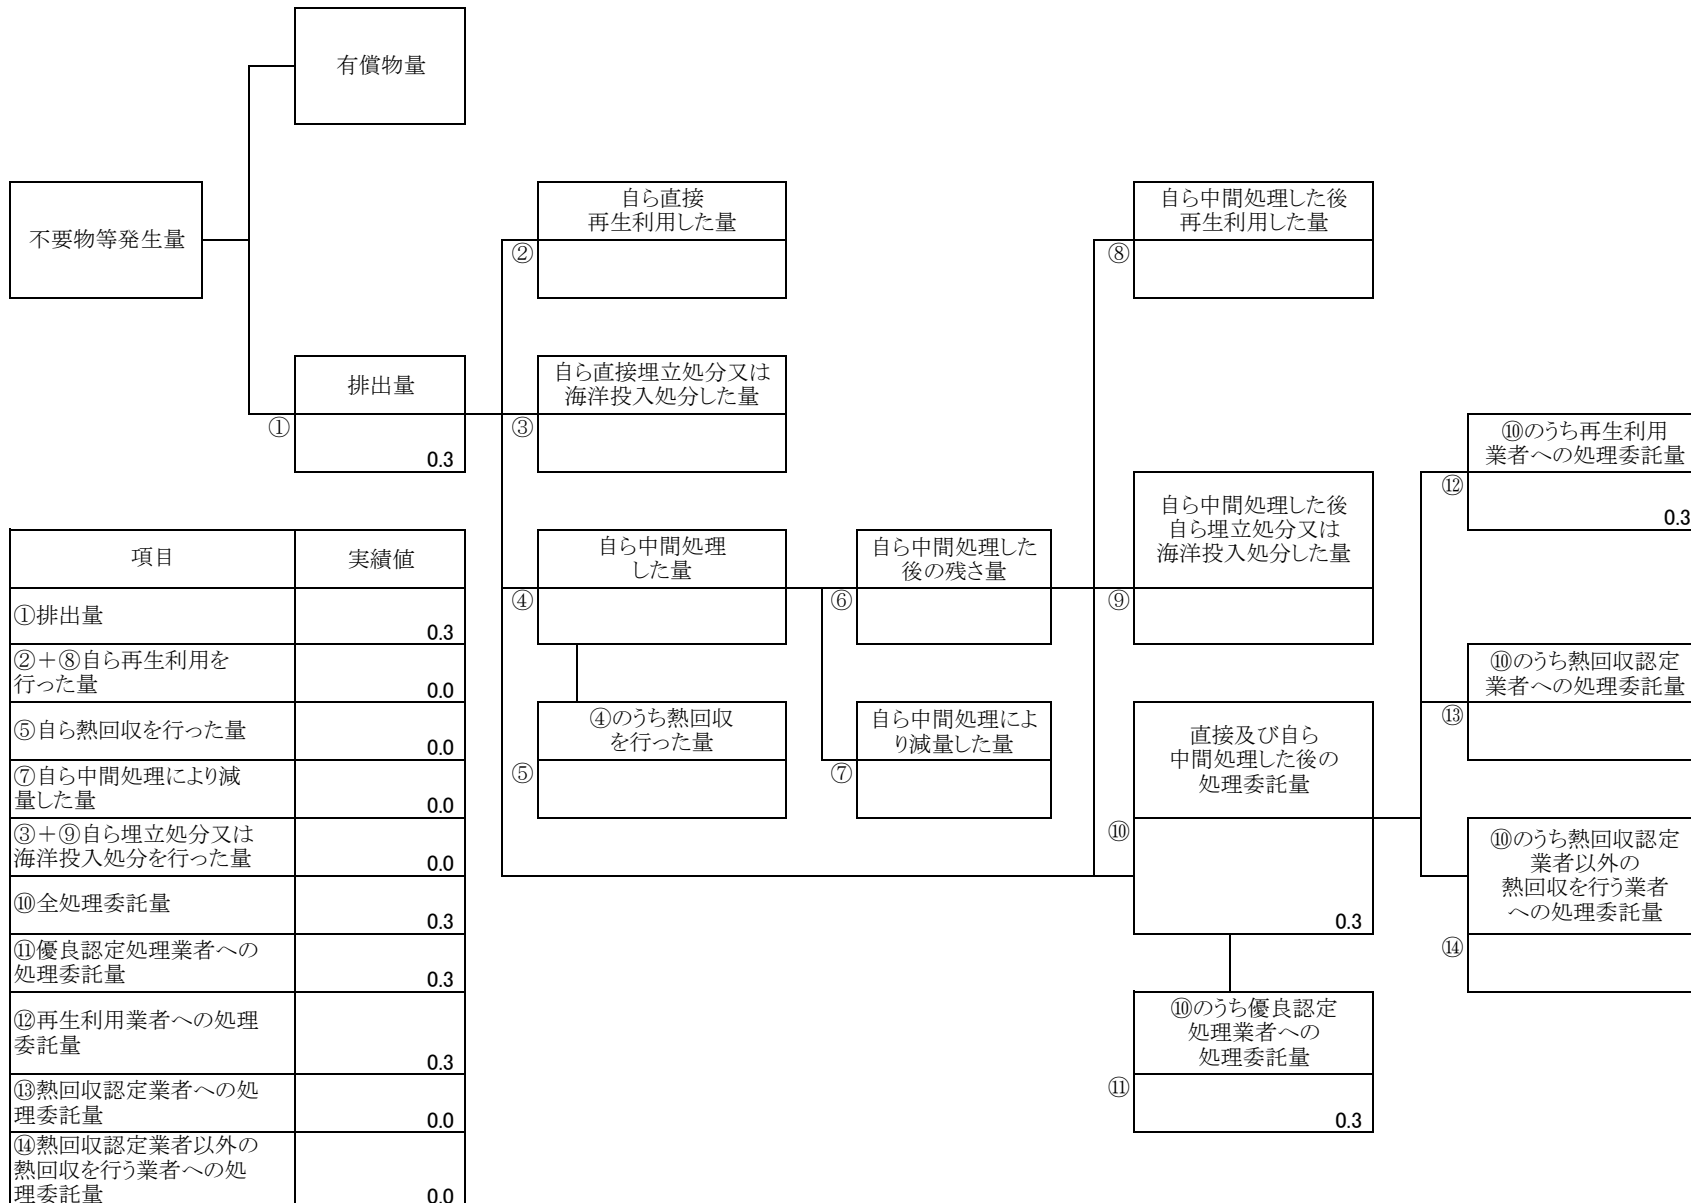 有償物量
不要物等発生量
自ら直接
再生利用した量
②
自ら中間処理した後
再生利用した量
⑧
排出量
①
0.3
自ら直接埋立処分又は
海洋投入処分した量
③
⑩のうち再生利用
業者への処理委託量
⑫
0.3
自ら中間処理
した量
④
自ら中間処理した
後の残さ量
⑥
自ら中間処理した後
自ら埋立処分又は
海洋投入処分した量
⑨
⑩のうち熱回収認定
業者への処理委託量
⑬
④のうち熱回収
を行った量
⑤
自ら中間処理によ
り減量した量
⑦
直接及び自ら
中間処理した後の
処理委託量
⑩
0.3
⑩のうち熱回収認定
業者以外の
熱回収を行う業者
への処理委託量
⑭
⑩のうち優良認定
処理業者への
処理委託量
⑪
0.3
項目 実績値
①排出量
0.3
②＋⑧自ら再生利用を
行った量
0.0
⑤自ら熱回収を行った量
0.0
⑦自ら中間処理により減
量した量
0.0
③＋⑨自ら埋立処分又は
海洋投入処分を行った量
0.0
⑩全処理委託量
0.3
⑪優良認定処理業者への
処理委託量
0.3
⑫再生利用業者への処理
委託量
0.3
⑬熱回収認定業者への処
理委託量
0.0
⑭熱回収認定業者以外の
熱回収を行う業者への処
理委託量
0.0